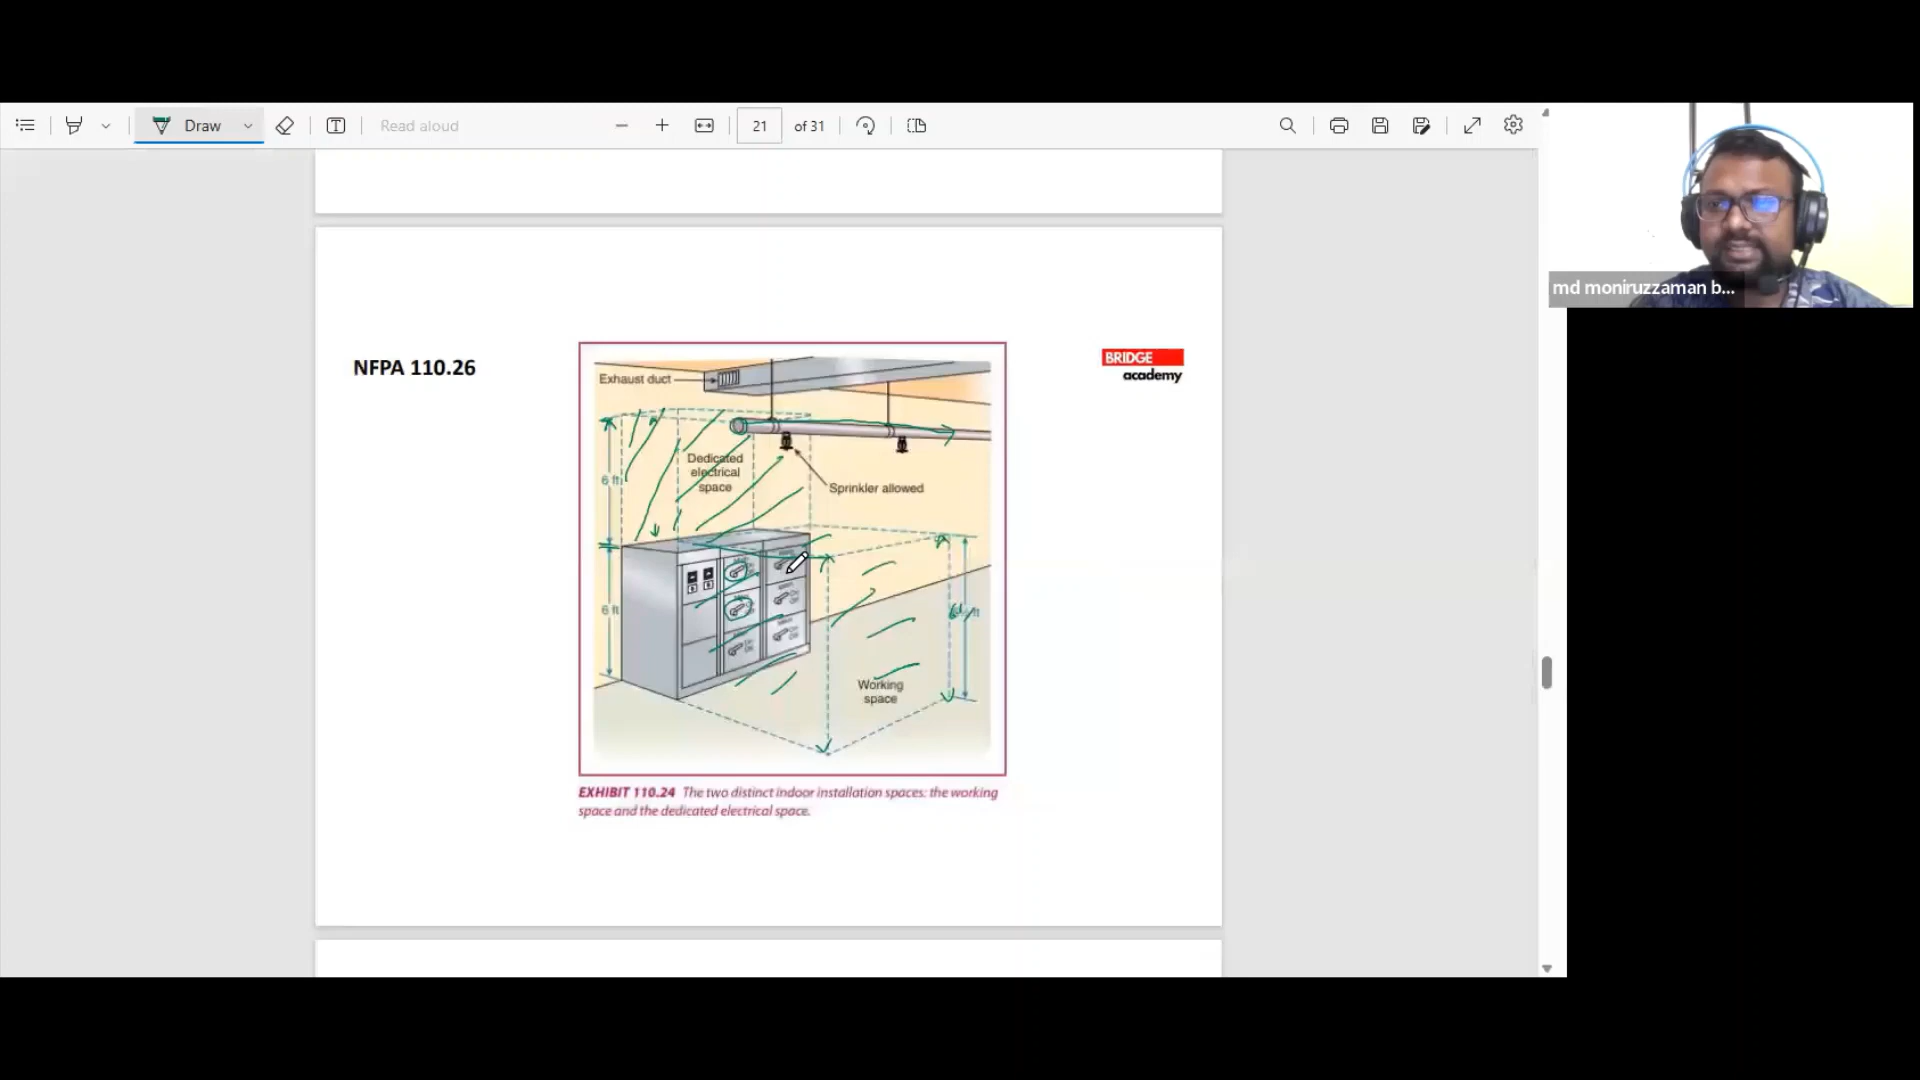 Draw
Read aloud
21
of 31
md moniruzzaman b...
NFPA 110.26
BRIDGE
academy
Exhaust duct
Dedicated
electrical
space
6 ft
Sprinkler allowed
6 ft
ft
Working
space
EXHIBIT 110.24 The two distinct indoor installation spaces: the working
space and the dedicated electrical space.